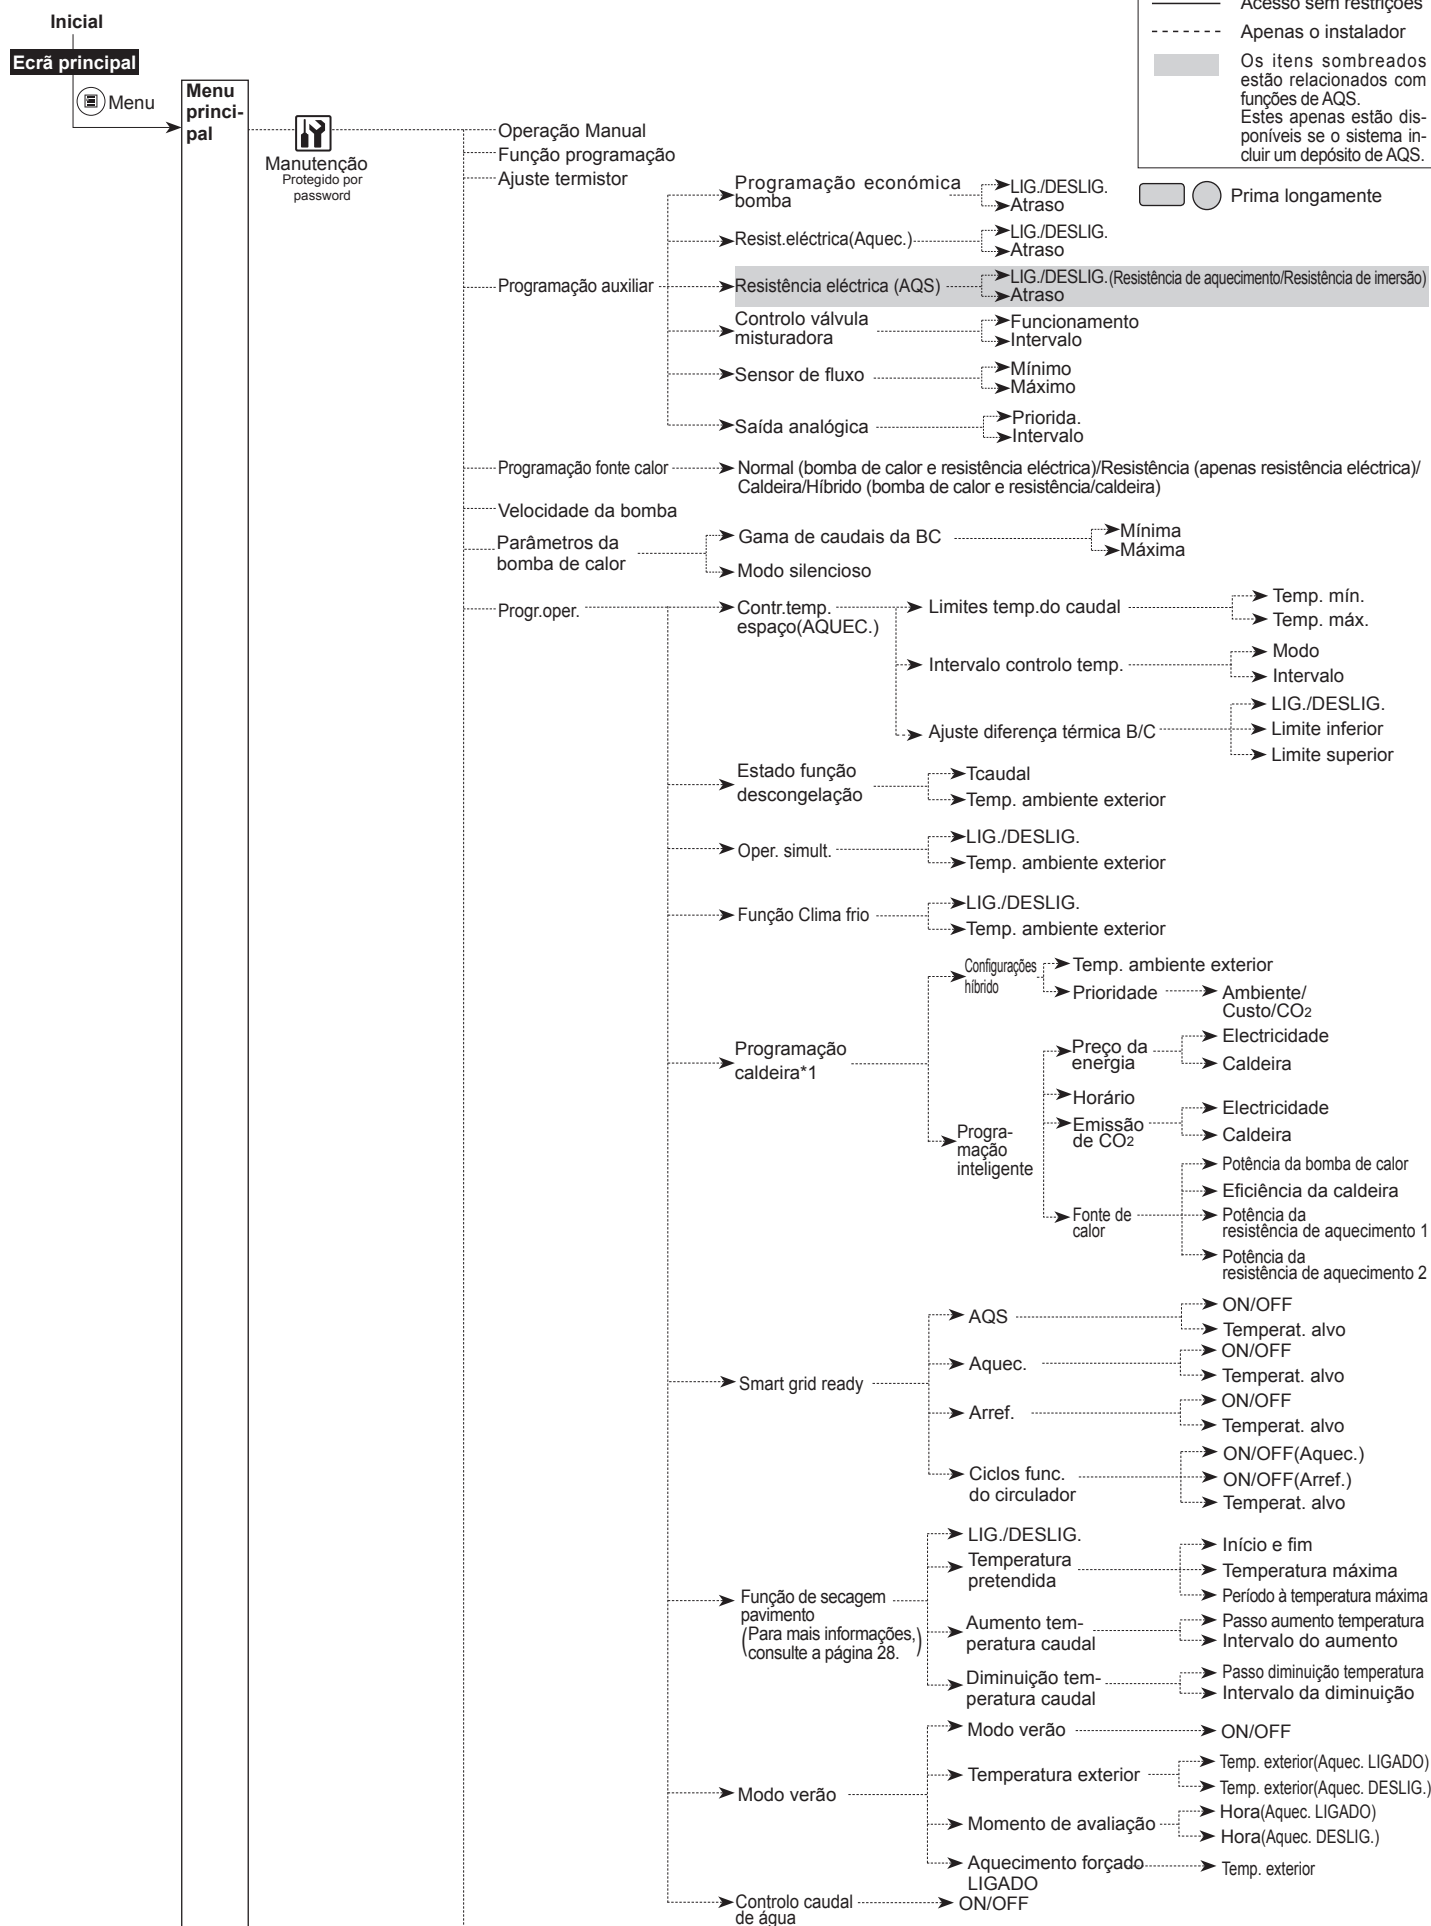 Acesso sem restrições
Apenas o instalador
Os itens sombreados
estão relacionados com
funções de AQS.
Estes apenas estão dis-
poníveis se o sistema in-
cluir um depósito de AQS.
Prima longamente
Inicial
Ecrã principal
Menu
Menu
princi-
pal
Manutenção
Protegido por
password
Operação Manual
Função programação
Ajuste termistor
Programação auxiliar
Programação económica
bomba
LIG./DESLIG.
Atraso
Resist.eléctrica(Aquec.)
LIG./DESLIG.
Atraso
Resistência eléctrica (AQS)
LIG./DESLIG.(Resistência de aquecimento/Resistência de imersão)
Atraso
Controlo válvula
misturadora
Funcionamento
Intervalo
Sensor de fluxo
Mínimo
Máximo
Saída analógica
Priorida.
Intervalo
Programação fonte calor
Normal (bomba de calor e resistência eléctrica)/Resistência (apenas resistência eléctrica)/
Caldeira/Híbrido (bomba de calor e resistência/caldeira)
Velocidade da bomba
Parâmetros da
bomba de calor
Gama de caudais da BC
Mínima
Máxima
Modo silencioso
Progr.oper.
Contr.temp.
espaço(AQUEC.)
Limites temp.do caudal
Temp. mín.
Temp. máx.
Intervalo controlo temp.
Modo
Intervalo
Ajuste diferença térmica B/C
LIG./DESLIG.
Limite inferior
Limite superior
Estado função
descongelação
Tcaudal
Temp. ambiente exterior
Oper. simult.
LIG./DESLIG.
Temp. ambiente exterior
Função Clima frio
LIG./DESLIG.
Temp. ambiente exterior
Programação
caldeira*1
Configurações
híbrido
Temp. ambiente exterior
Prioridade
Ambiente/
Custo/CO2
Progra-
mação
inteligente
Preço da
energia
Electricidade
Caldeira
Horário
Emissão
de CO2
Electricidade
Caldeira
Fonte de
calor
Potência da bomba de calor
Eficiência da caldeira
Potência da
resistência de aquecimento 1
Potência da
resistência de aquecimento 2
Smart grid ready
AQS
ON/OFF
Temperat. alvo
Aquec.
ON/OFF
Temperat. alvo
Arref.
ON/OFF
Temperat. alvo
Ciclos func.
do circulador
ON/OFF(Aquec.)
ON/OFF(Arref.)
Temperat. alvo
Função de secagem
pavimento
(Para mais informações,
consulte a página 28.)
LIG./DESLIG.
Temperatura
pretendida
Início e fim
Temperatura máxima
Período à temperatura máxima
Aumento tem-
peratura caudal
Passo aumento temperatura
Intervalo do aumento
Diminuição tem-
peratura caudal
Passo diminuição temperatura
Intervalo da diminuição
Modo verão
Modo verão
ON/OFF
Temperatura exterior
Temp. exterior(Aquec. LIGADO)
Temp. exterior(Aquec. DESLIG.)
Momento de avaliação
Hora(Aquec. LIGADO)
Hora(Aquec. DESLIG.)
Aquecimento forçado
LIGADO
Temp. exterior
Controlo caudal
de água
ON/OFF